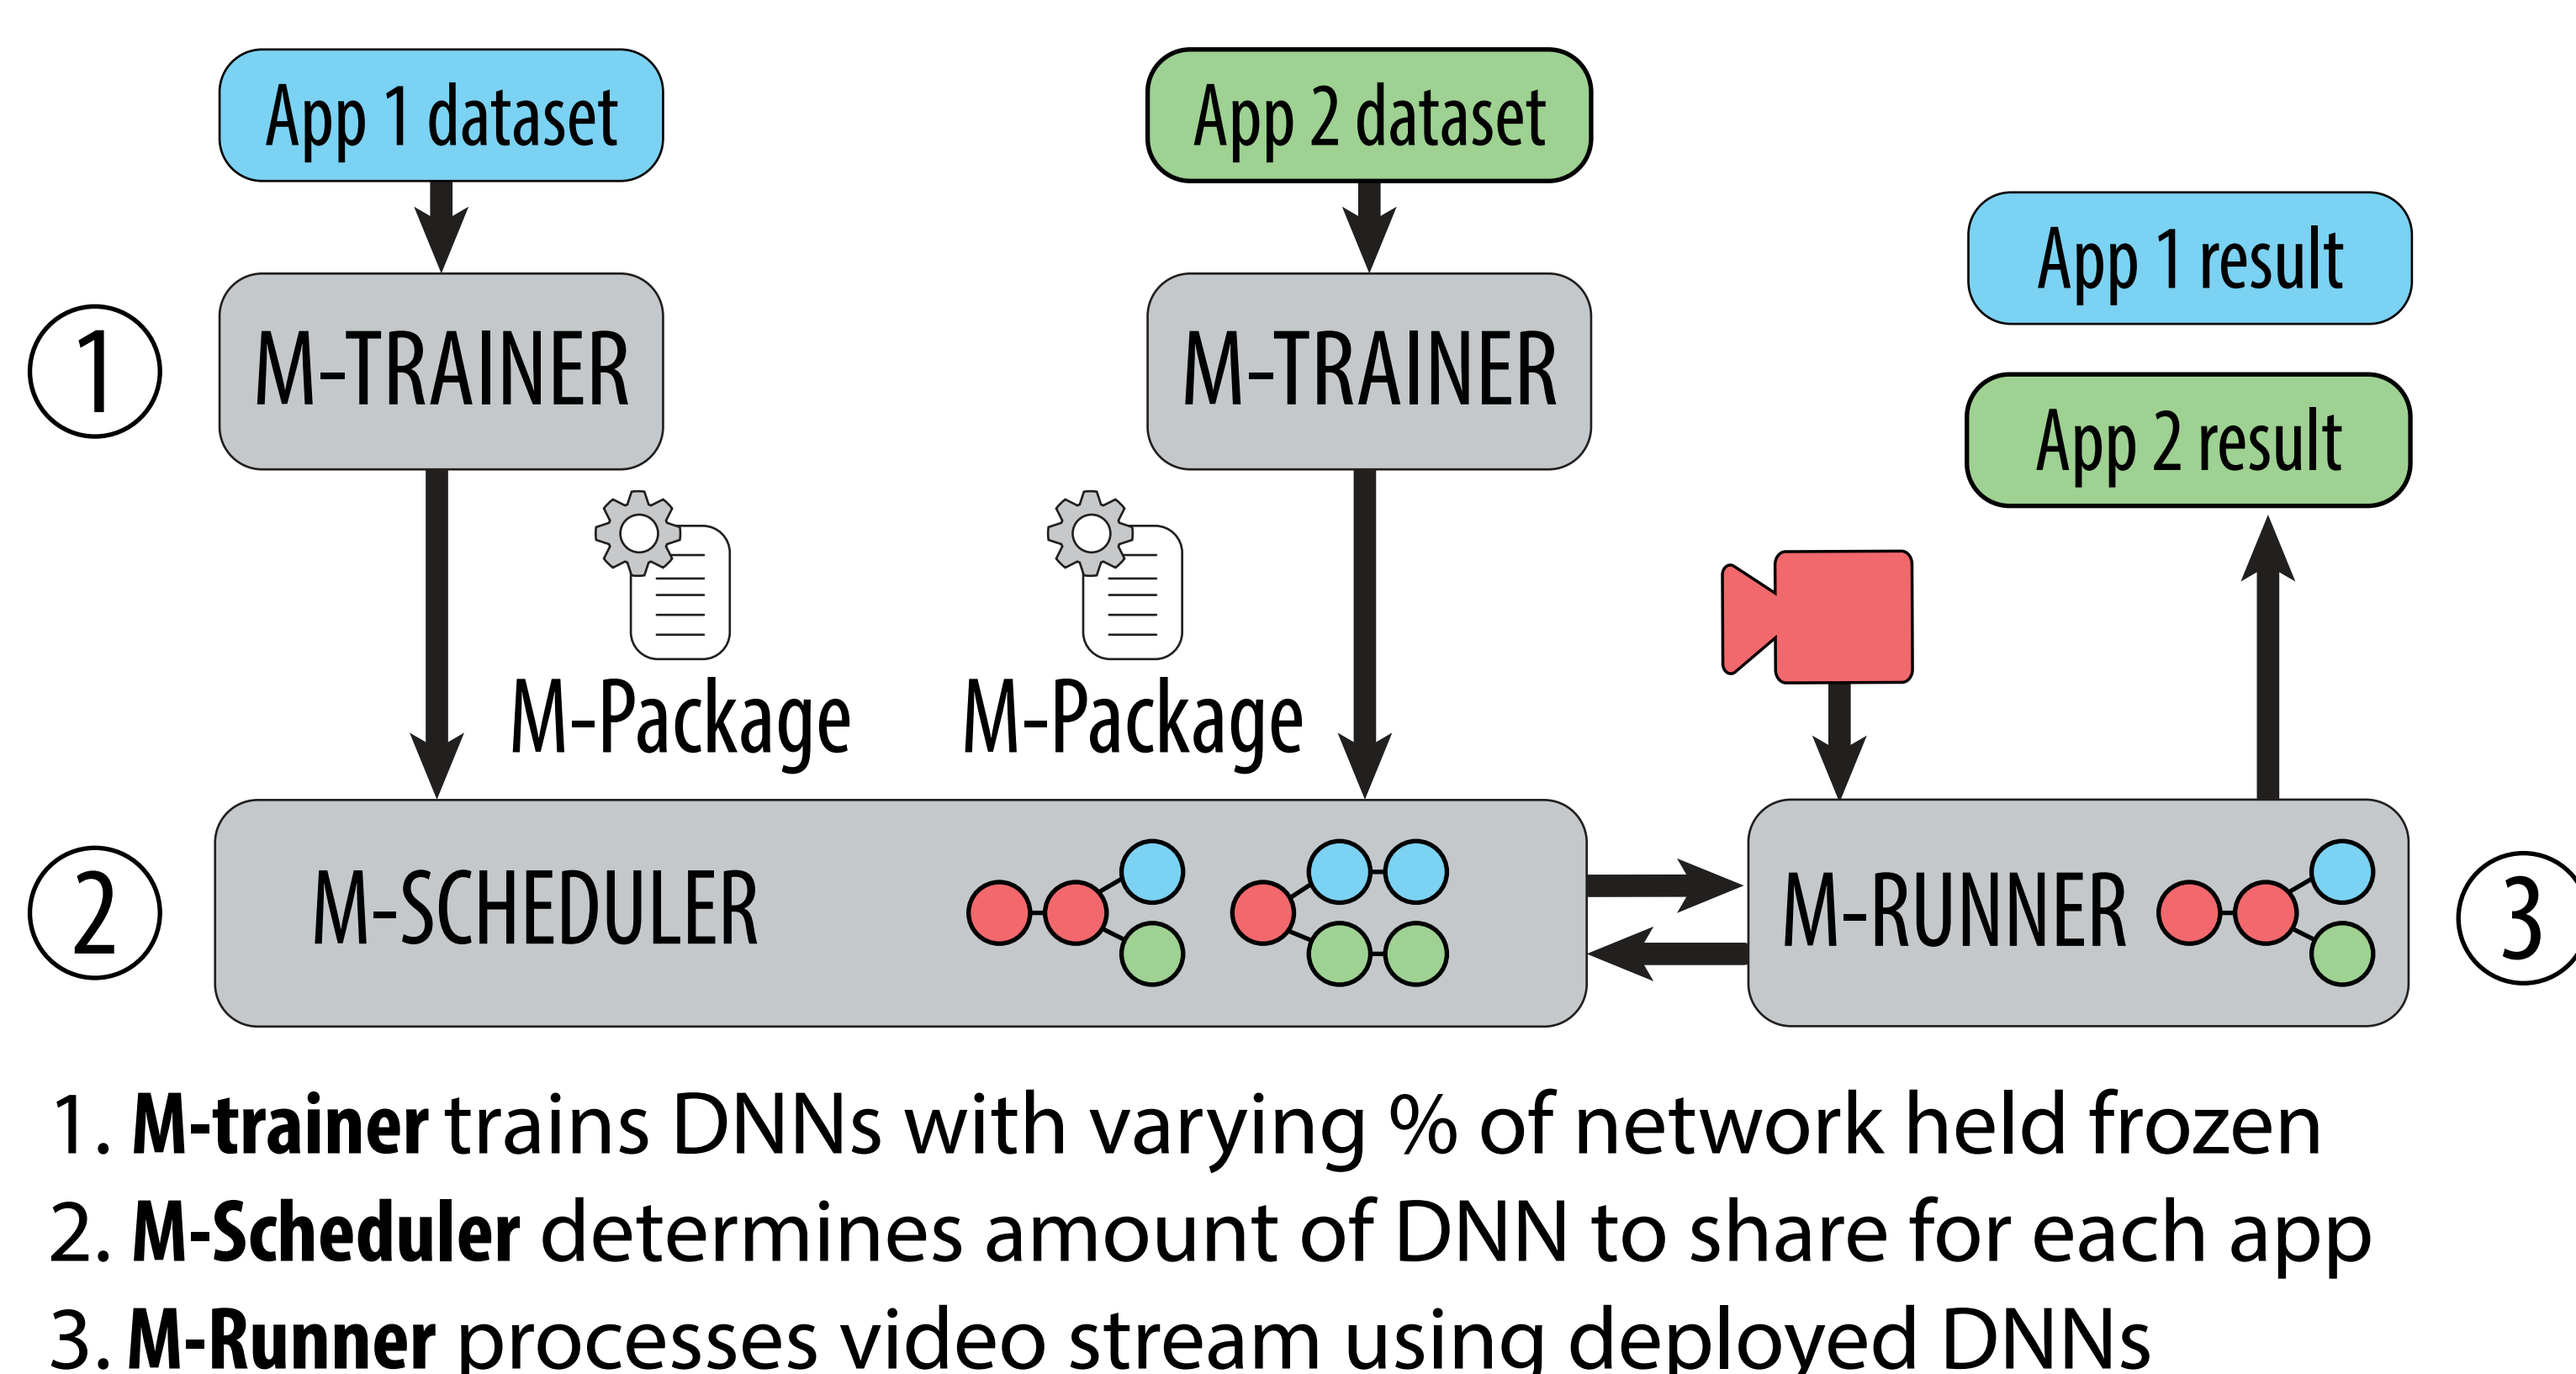 App 1 dataset
App 2 dataset
App 1 result
1
M-TRAINER
M-TRAINER
App 2 result
M-Package
M-Package
2
M-SCHEDULER
M-RUNNER
3
1. M-trainer trains DNNs with varying % of network held frozen
2. M-Scheduler determines amount of DNN to share for each app
3. M-Runner processes video stream using deployed DNNs